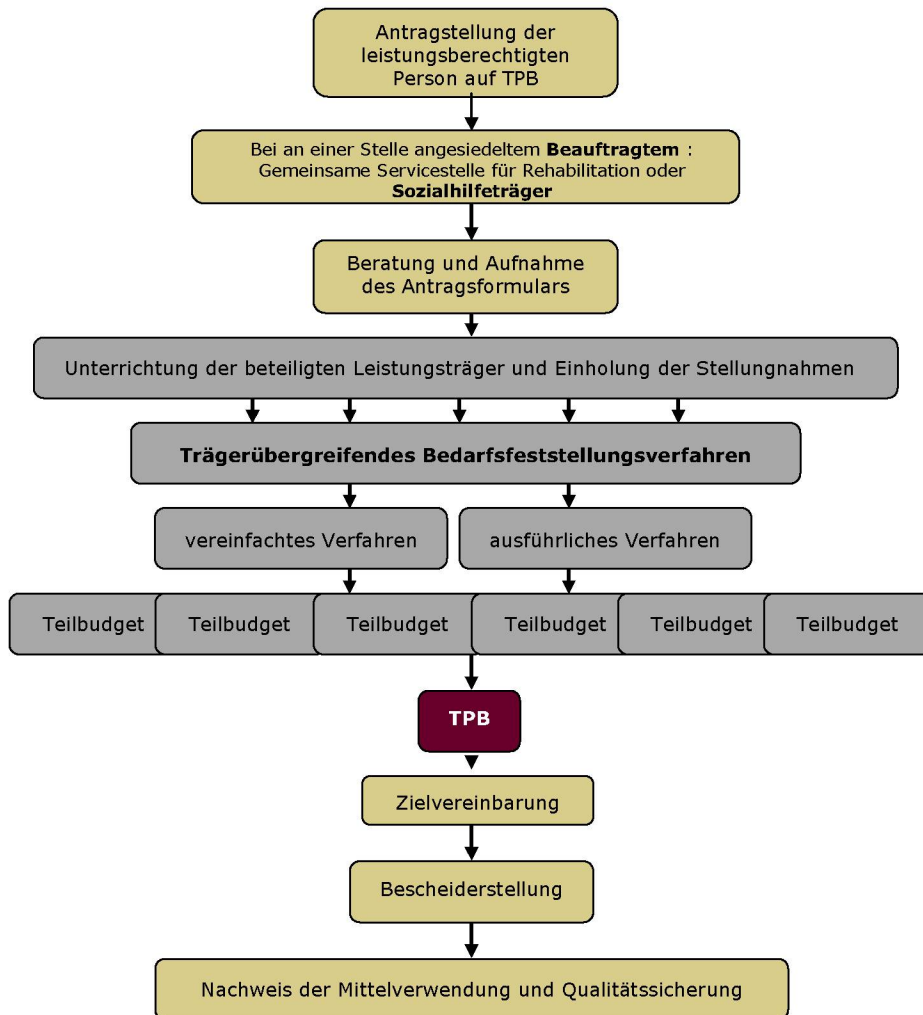 Antragstellung der
leistungsberechtigten
Person auf TPB
Bei an einer Stelle angesiedeltem Beauftragtem :
Gemeinsame Servicestelle für Rehabilitation oder
Sozialhilfeträger
Beratung und Aufnahme
des Antragsformulars
Unterrichtung der beteiligten Leistungsträger und Einholung der Stellungnahmen
Trägerübergreifendes Bedarfsfeststellungsverfahren
vereinfachtes Verfahren
ausführliches Verfahren
Teilbudget Teilbudget Teilbudget Teilbudget Teilbudget Teilbudget
TPB
Zielvereinbarung
Bescheiderstellung
Nachweis der Mittelverwendung und Qualitätssicherung